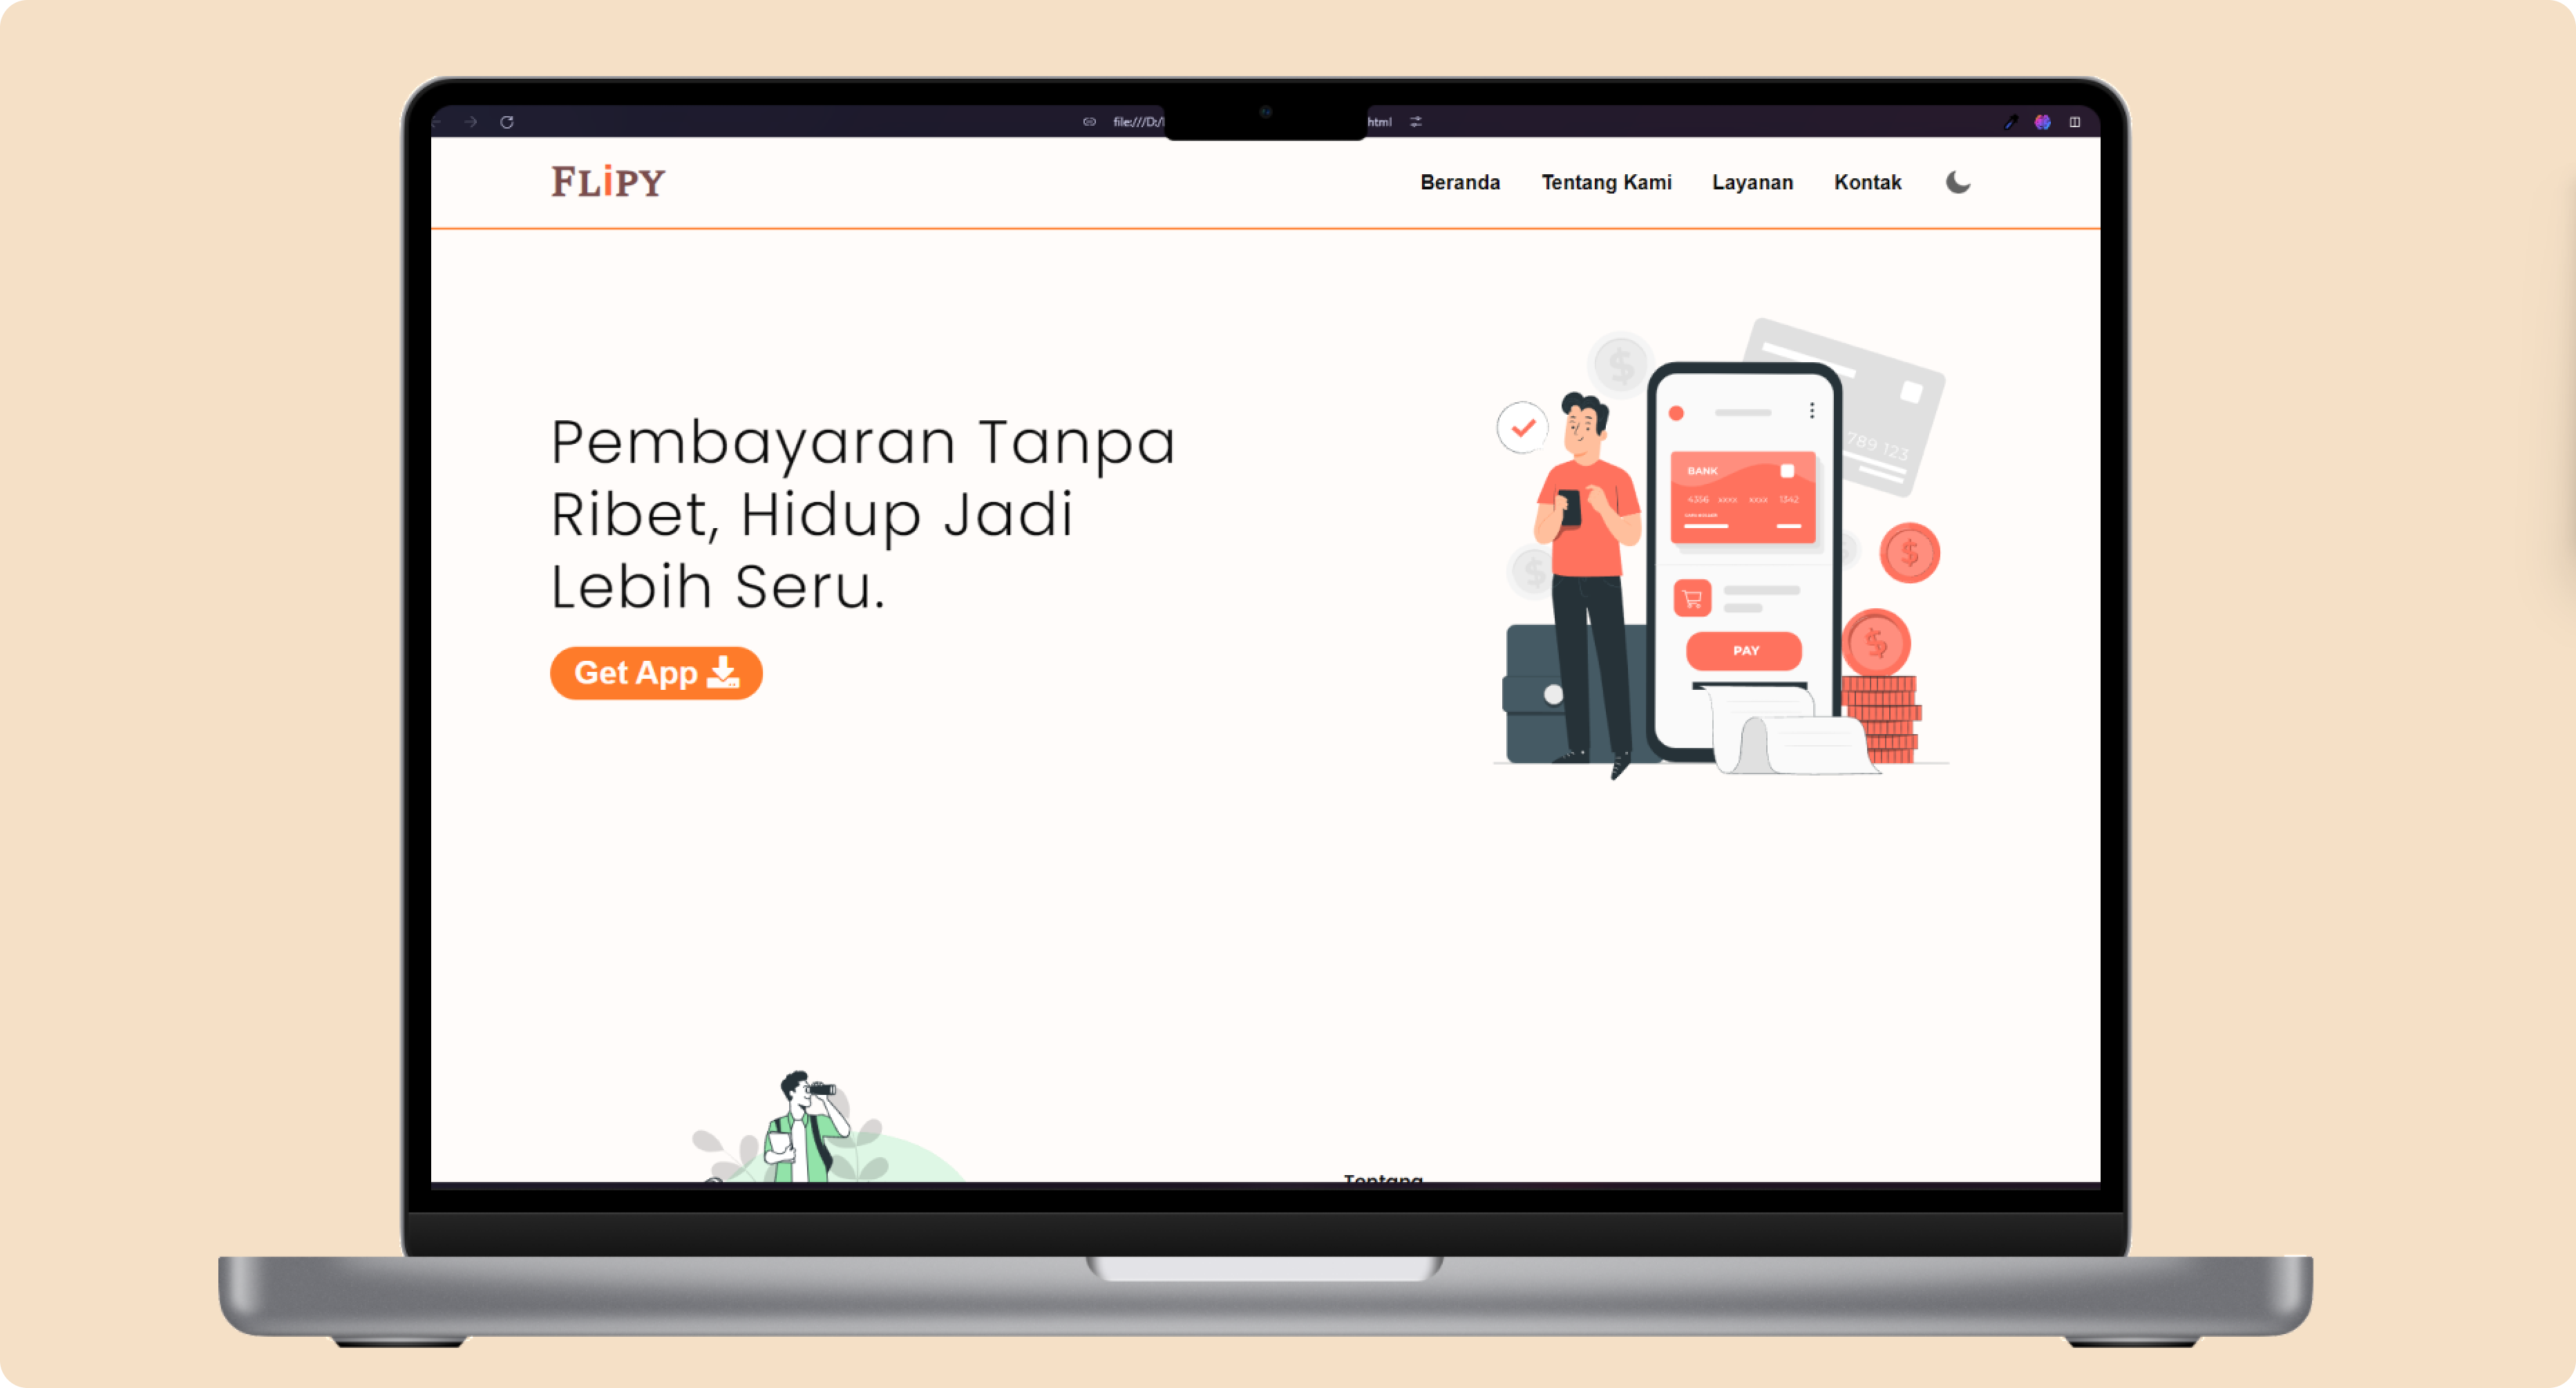 file:///D:/
html
FLiPY
Beranda Tentang Kami Layanan Kontak
Pembayaran Tanpa
Ribet, Hidup Jadi
Lebih Seru.
Get App
789 123
BANK
4356 xxxx xxxx 1342
PAY
Tentang